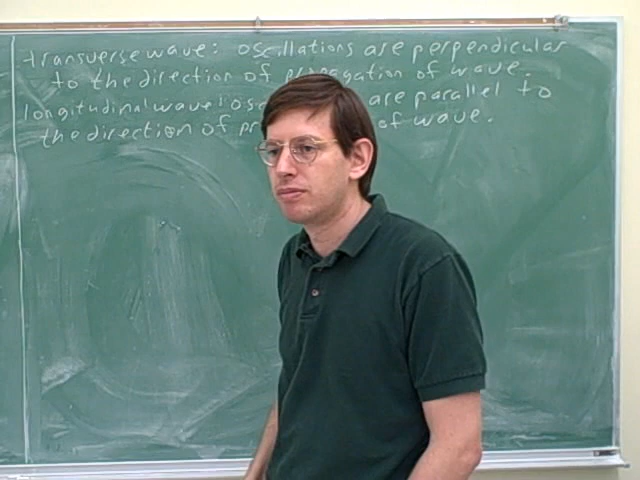 transverse wave: oscillations are perpendicular
to the direction of propagation of wave.
longitudinal wave: osc are parallel to
the direction of pr of wave.